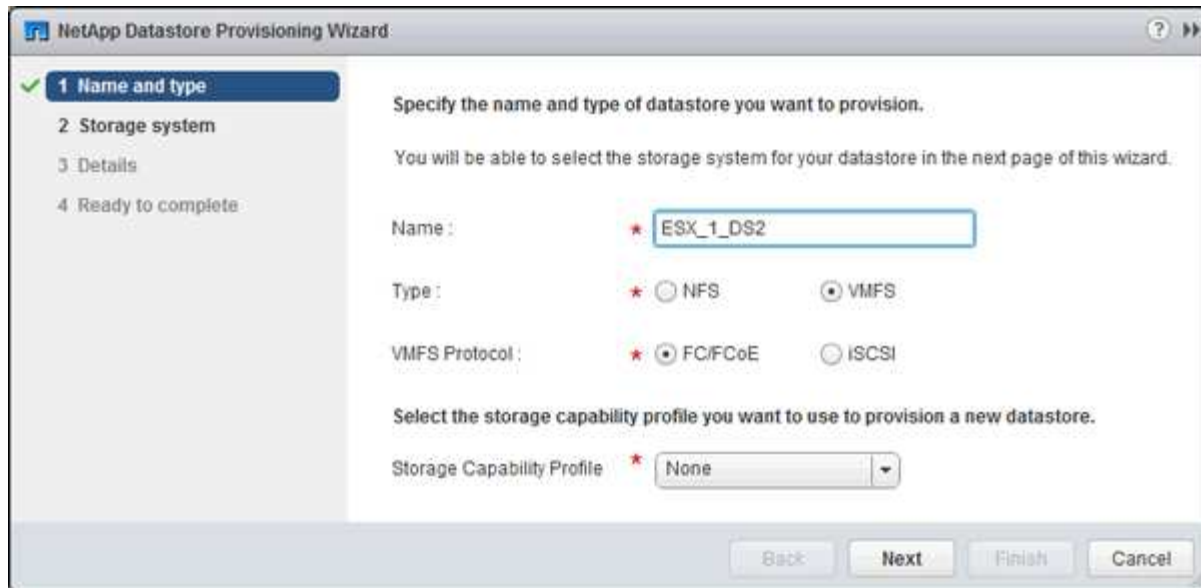 NetApp Datastore Provisioning Wizard
?
1 Name and type
2 Storage system
3 Details
4 Ready to complete
Specify the name and type of datastore you want to provision.
You will be able to select the storage system for your datastore in the next page of this wizard.
Name : * ESX_1_DS2
Type : * NFS VMFS
VMFS Protocol : * FC/FCoE iSCSI
Select the storage capability profile you want to use to provision a new datastore.
Storage Capability Profile * None
Back Next Finish Cancel